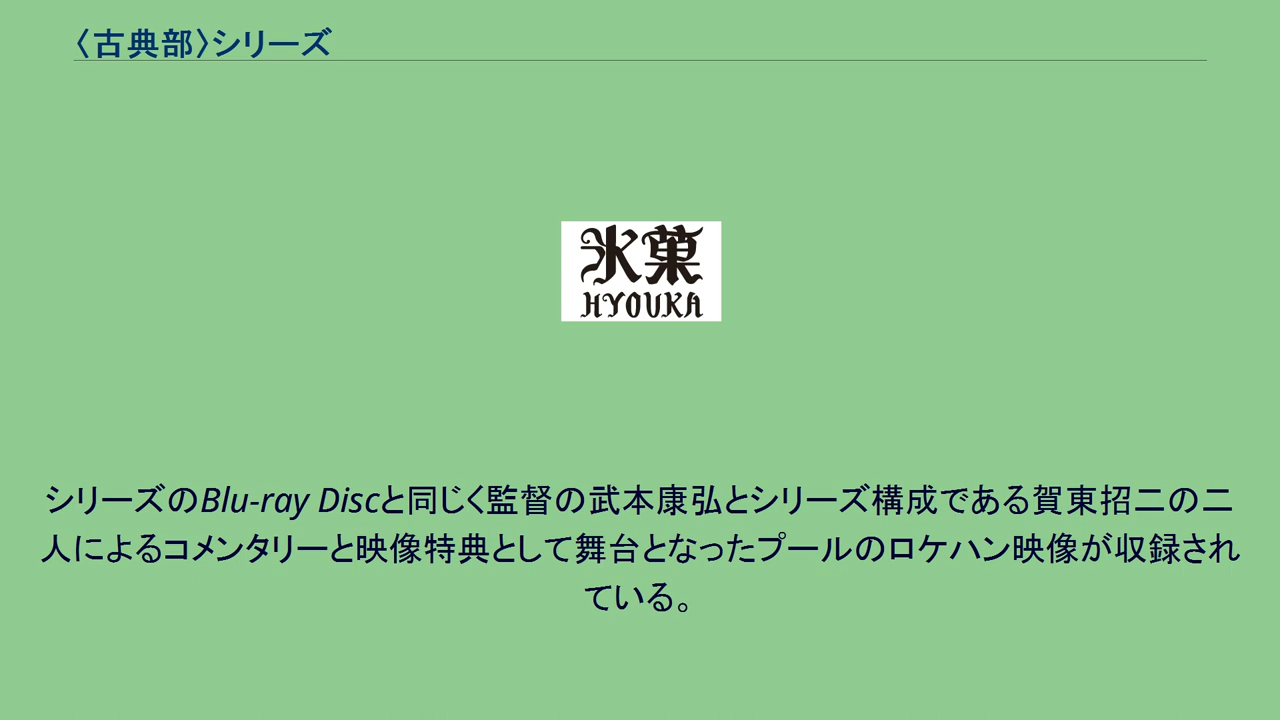 〈古典部〉シリーズ
氷菓
HYOUKA
シリーズのBlu-ray Discと同じく監督の武本康弘とシリーズ構成である賀東招二の二
人によるコメンタリーと映像特典として舞台となったプールのロケハン映像が収録され
ている。